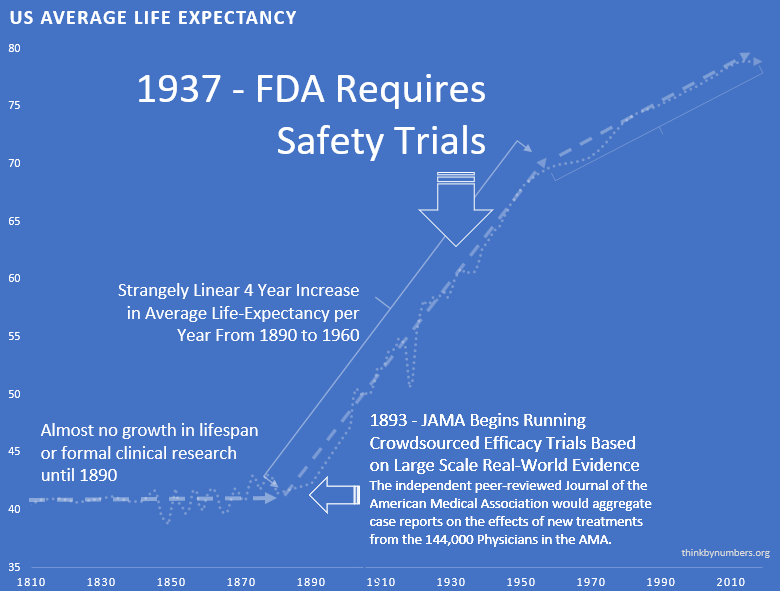 US AVERAGE LIFE EXPECTANCY
80
1937 - FDA Requires
Safety Trials
75
70
65
60
Strangely Linear 4 Year Increase
in Average Life-Expectancy per
Year From 1890 to 1960
55
50
1893 - JAMA Begins Running
Crowdsourced Efficacy Trials Based
on Large Scale Real-World Evidence
The independent peer-reviewed Journal of the
American Medical Association would aggregate
case reports on the effects of new treatments
from the 144,000 Physicians in the AMA.
Almost no growth in lifespan
or formal clinical research
until 1890
45
40
thinkbynumbers.org
35
1810 1830 1850 1870 1890 1910 1930 1950 1970 1990 2010